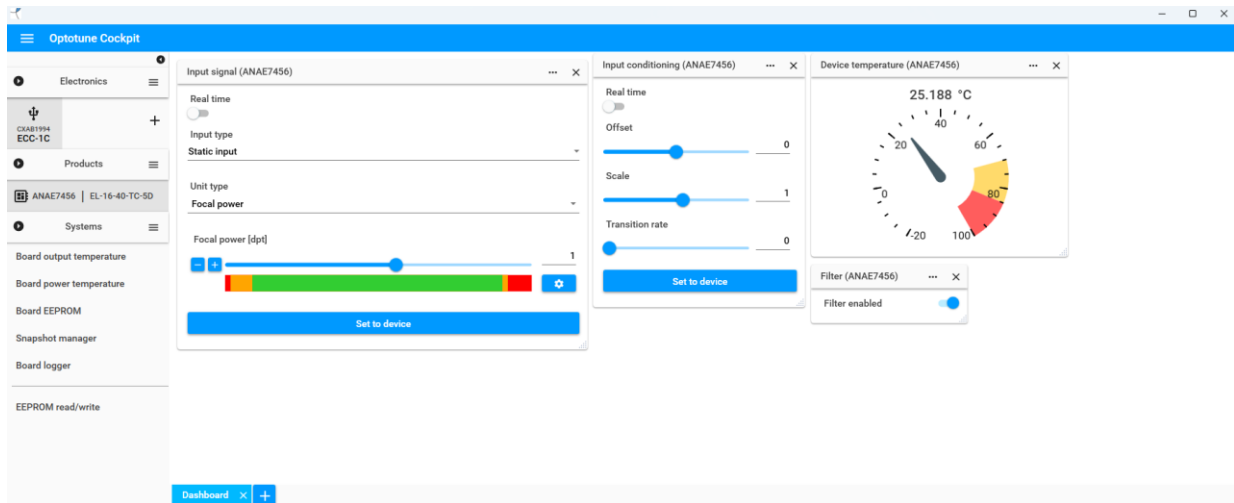 Optotune Cockpit
Electronics
CXAB1994
ECC-1C
Products
ANAE7456 | EL-16-40-TC-5D
Systems
Board output temperature
Board power temperature
Board EEPROM
Snapshot manager
Board logger
EEPROM read/write
Input signal (ANAE7456)
Real time
Input type
Static input
Unit type
Focal power
Focal power [dpt]
1
Set to device
Input conditioning (ANAE7456)
Real time
Offset
0
Scale
1
Transition rate
0
Set to device
Device temperature (ANAE7456)
25.188 °C
40
20 60
0 80
-20 100
Filter (ANAE7456)
Filter enabled
Dashboard